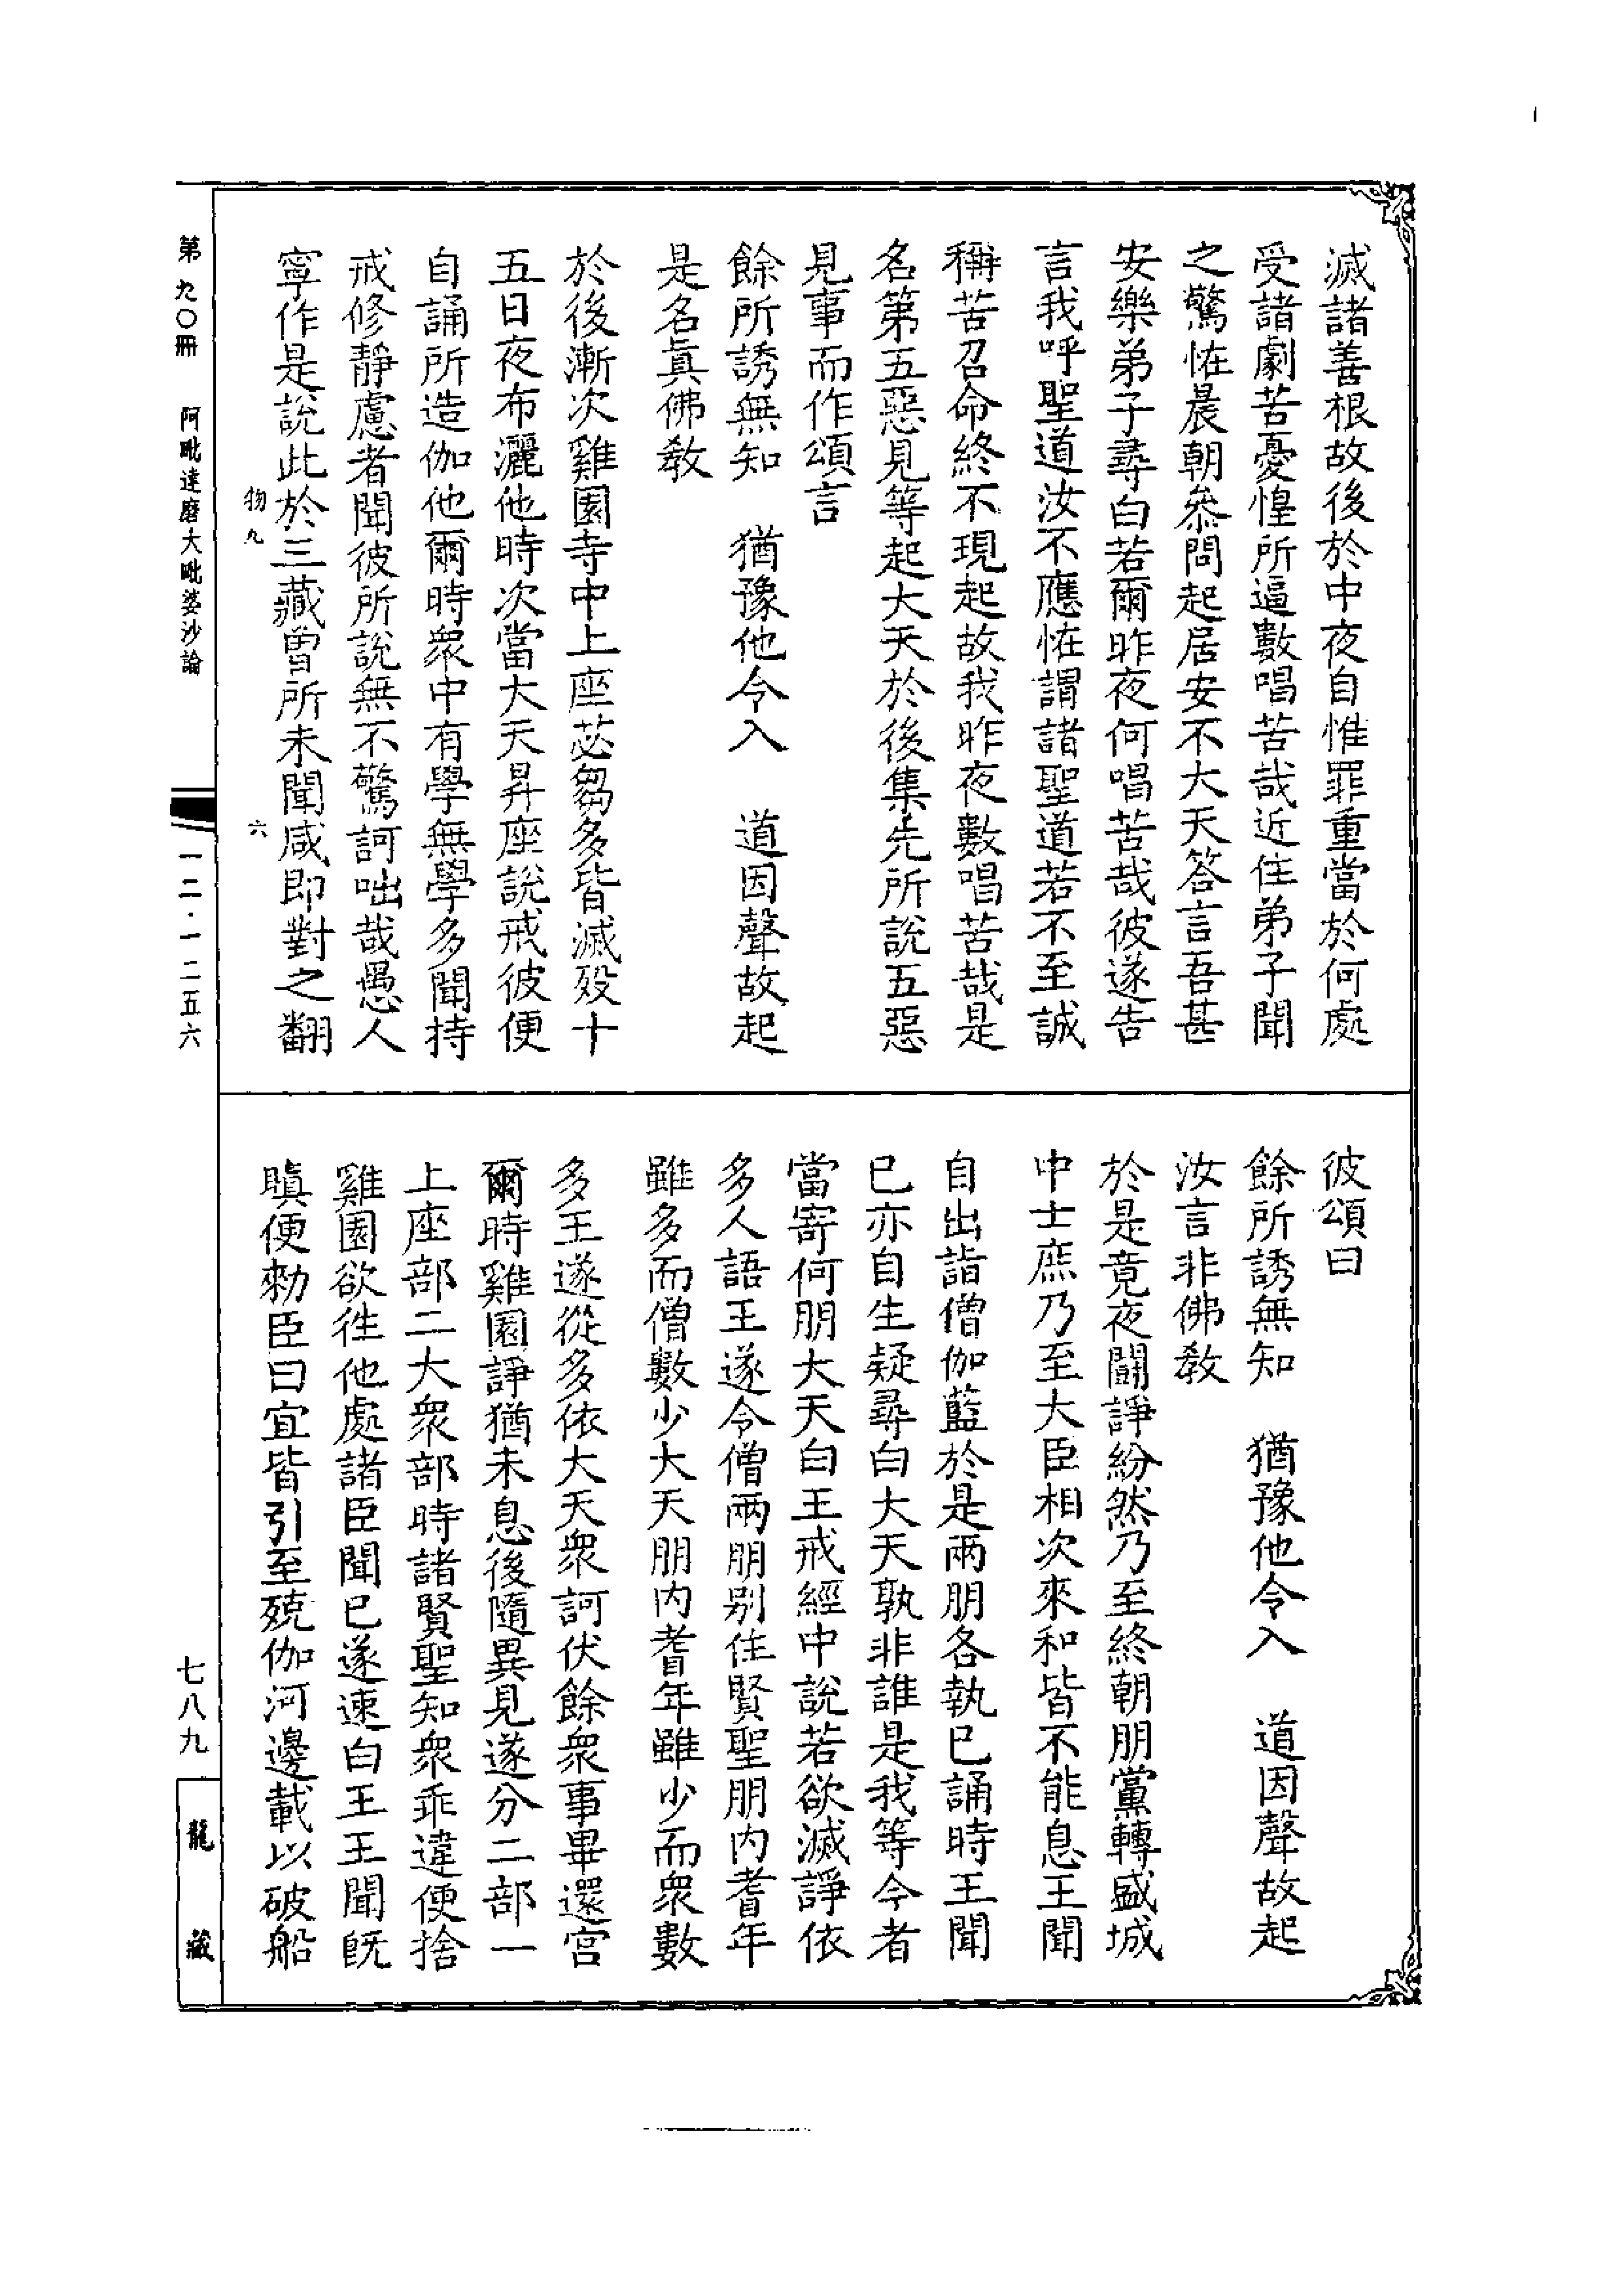 滅諸善根故後於中夜自惟罪重當於何處
受諸劇苦憂惶所逼數唱苦哉近住弟子聞
之驚恠晨朝叅問起居安不大天答言吾甚
安樂弟子尋白若爾昨夜何唱苦哉彼遂告
言我呼聖道汝不應恠謂諸聖道若不至誠
稱苦召命終不現起故我昨夜數唱苦哉是
名第五惡見等起大天於後集先所說五惡
見事而作頌言
餘所誘無知　猶豫他令入　道因聲故起
是名眞佛敎
於後漸次雞園寺中上座苾芻多皆滅歿十
五日夜布灑他時次當大天昇座說戒彼便
自誦所造伽他爾時衆中有學無學多聞持
戒修靜慮者聞彼所說無不驚訶咄哉愚人
寧作是說此於三藏曾所未聞咸即對之翻
彼頌曰
餘所誘無知　猶豫他令入　道因聲故起
汝言非佛敎
於是竟夜鬬諍紛然乃至終朝朋黨轉盛城
中士庶乃至大臣相次來和皆不能息王聞
自出詣僧伽藍於是兩朋各執已誦時王聞
已亦自生疑尋白大天孰非誰是我等今者
當寄何朋大天白王戒經中說若欲滅諍依
多人語王遂令僧兩朋別住賢聖朋內耆年
雖多而僧數少大天朋內耆年雖少而衆數
多王遂從多依大天衆訶伏餘衆事畢還宮
爾時雞園諍猶未息後隨異見遂分二部一
上座部二大衆部時諸賢聖知衆乖違便捨
雞園欲徃他處諸臣聞已遂速白王王聞旣
瞋便勑臣曰宜皆引至殑伽河邊載以破船
物九　六
第九〇冊　阿毗達磨大毗婆沙論　一二·一二五六　七八九
龍藏